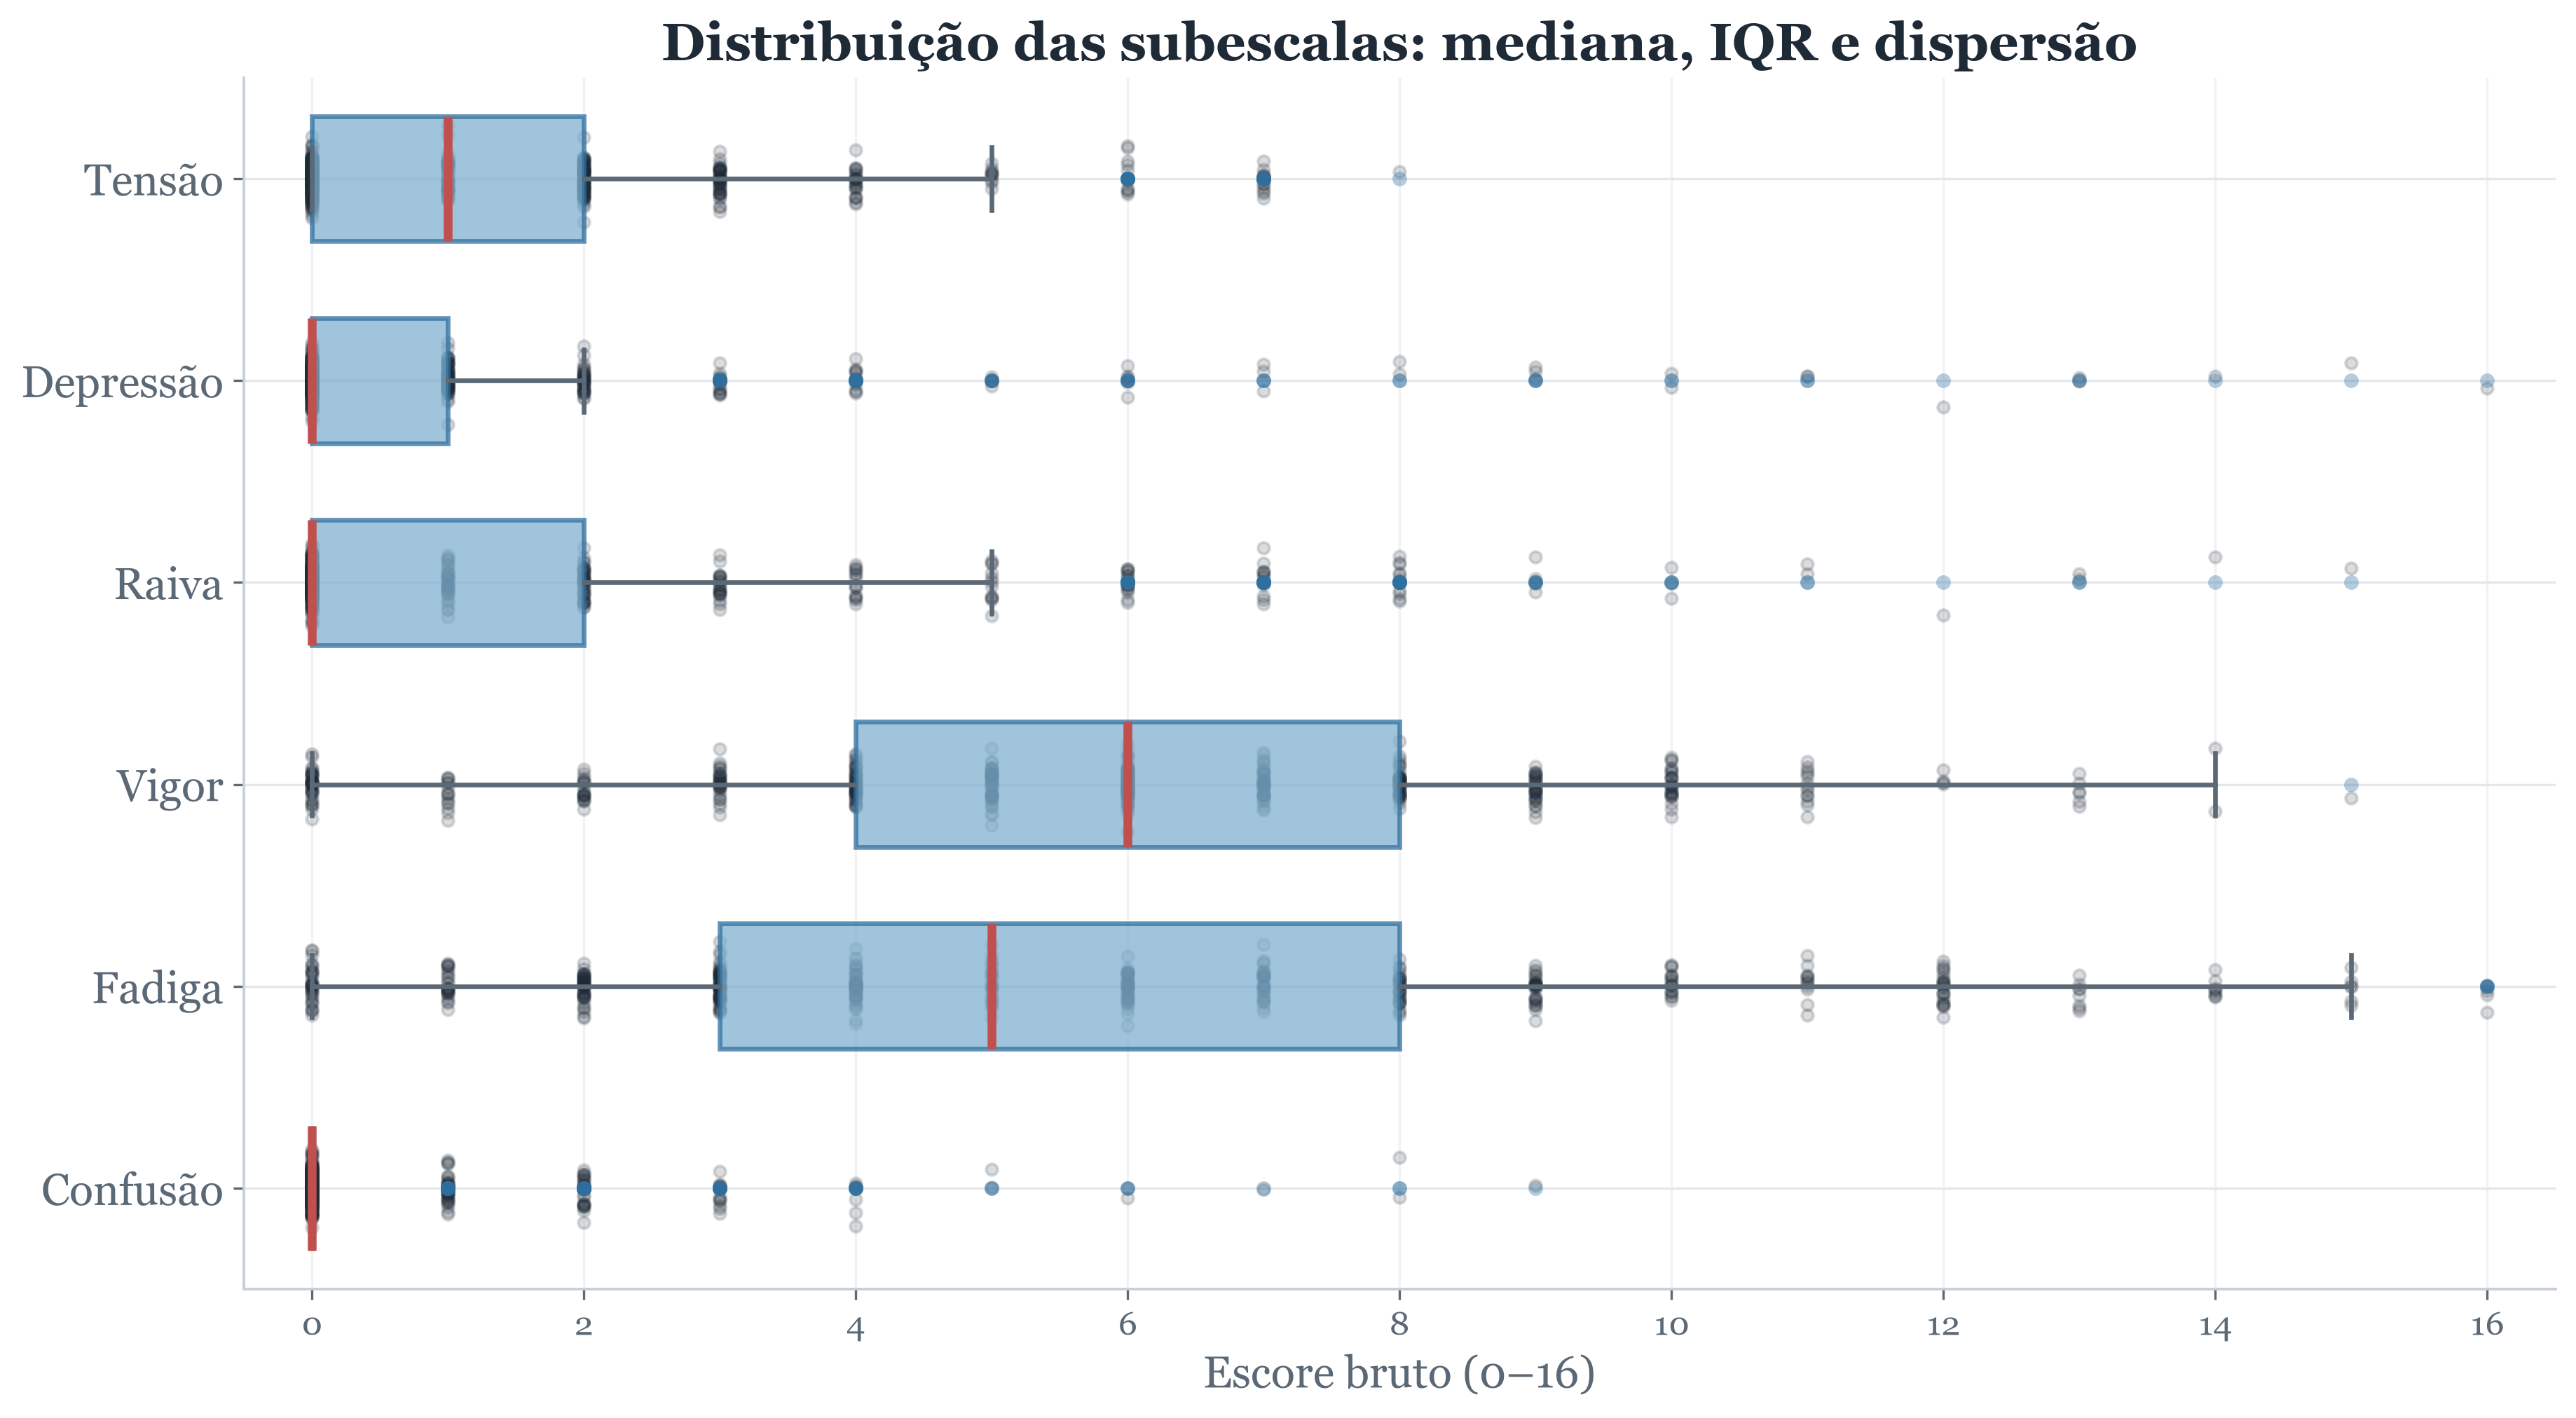 Distribuição das subescalas: mediana, IQR e dispersão
Tensão
Depressão
Raiva
Vigor
Fadiga
Confusão
0 2 4 6 8 10 12 14 16
Escore bruto (0–16)